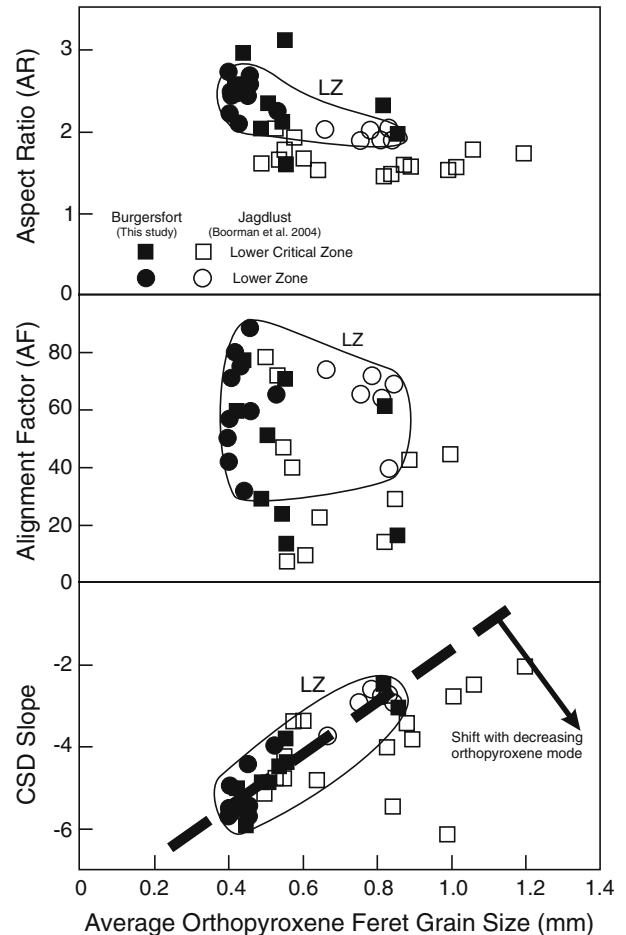 3
LZ
2
Aspect Ratio (AR)
1
Burgersfort
Jagdlust
(This study)
(Boorman et al. 2004)
Lower Critical Zone
Lower Zone
0
80
LZ
60
Alignment Factor (AF)
40
20
0
-2
LZ
CSD Slope
-4
Shift with decreasing
orthopyroxene mode
-6
0 0.2 0.4 0.6 0.8 1.0 1.2 1.4
Average Orthopyroxene Feret Grain Size (mm)